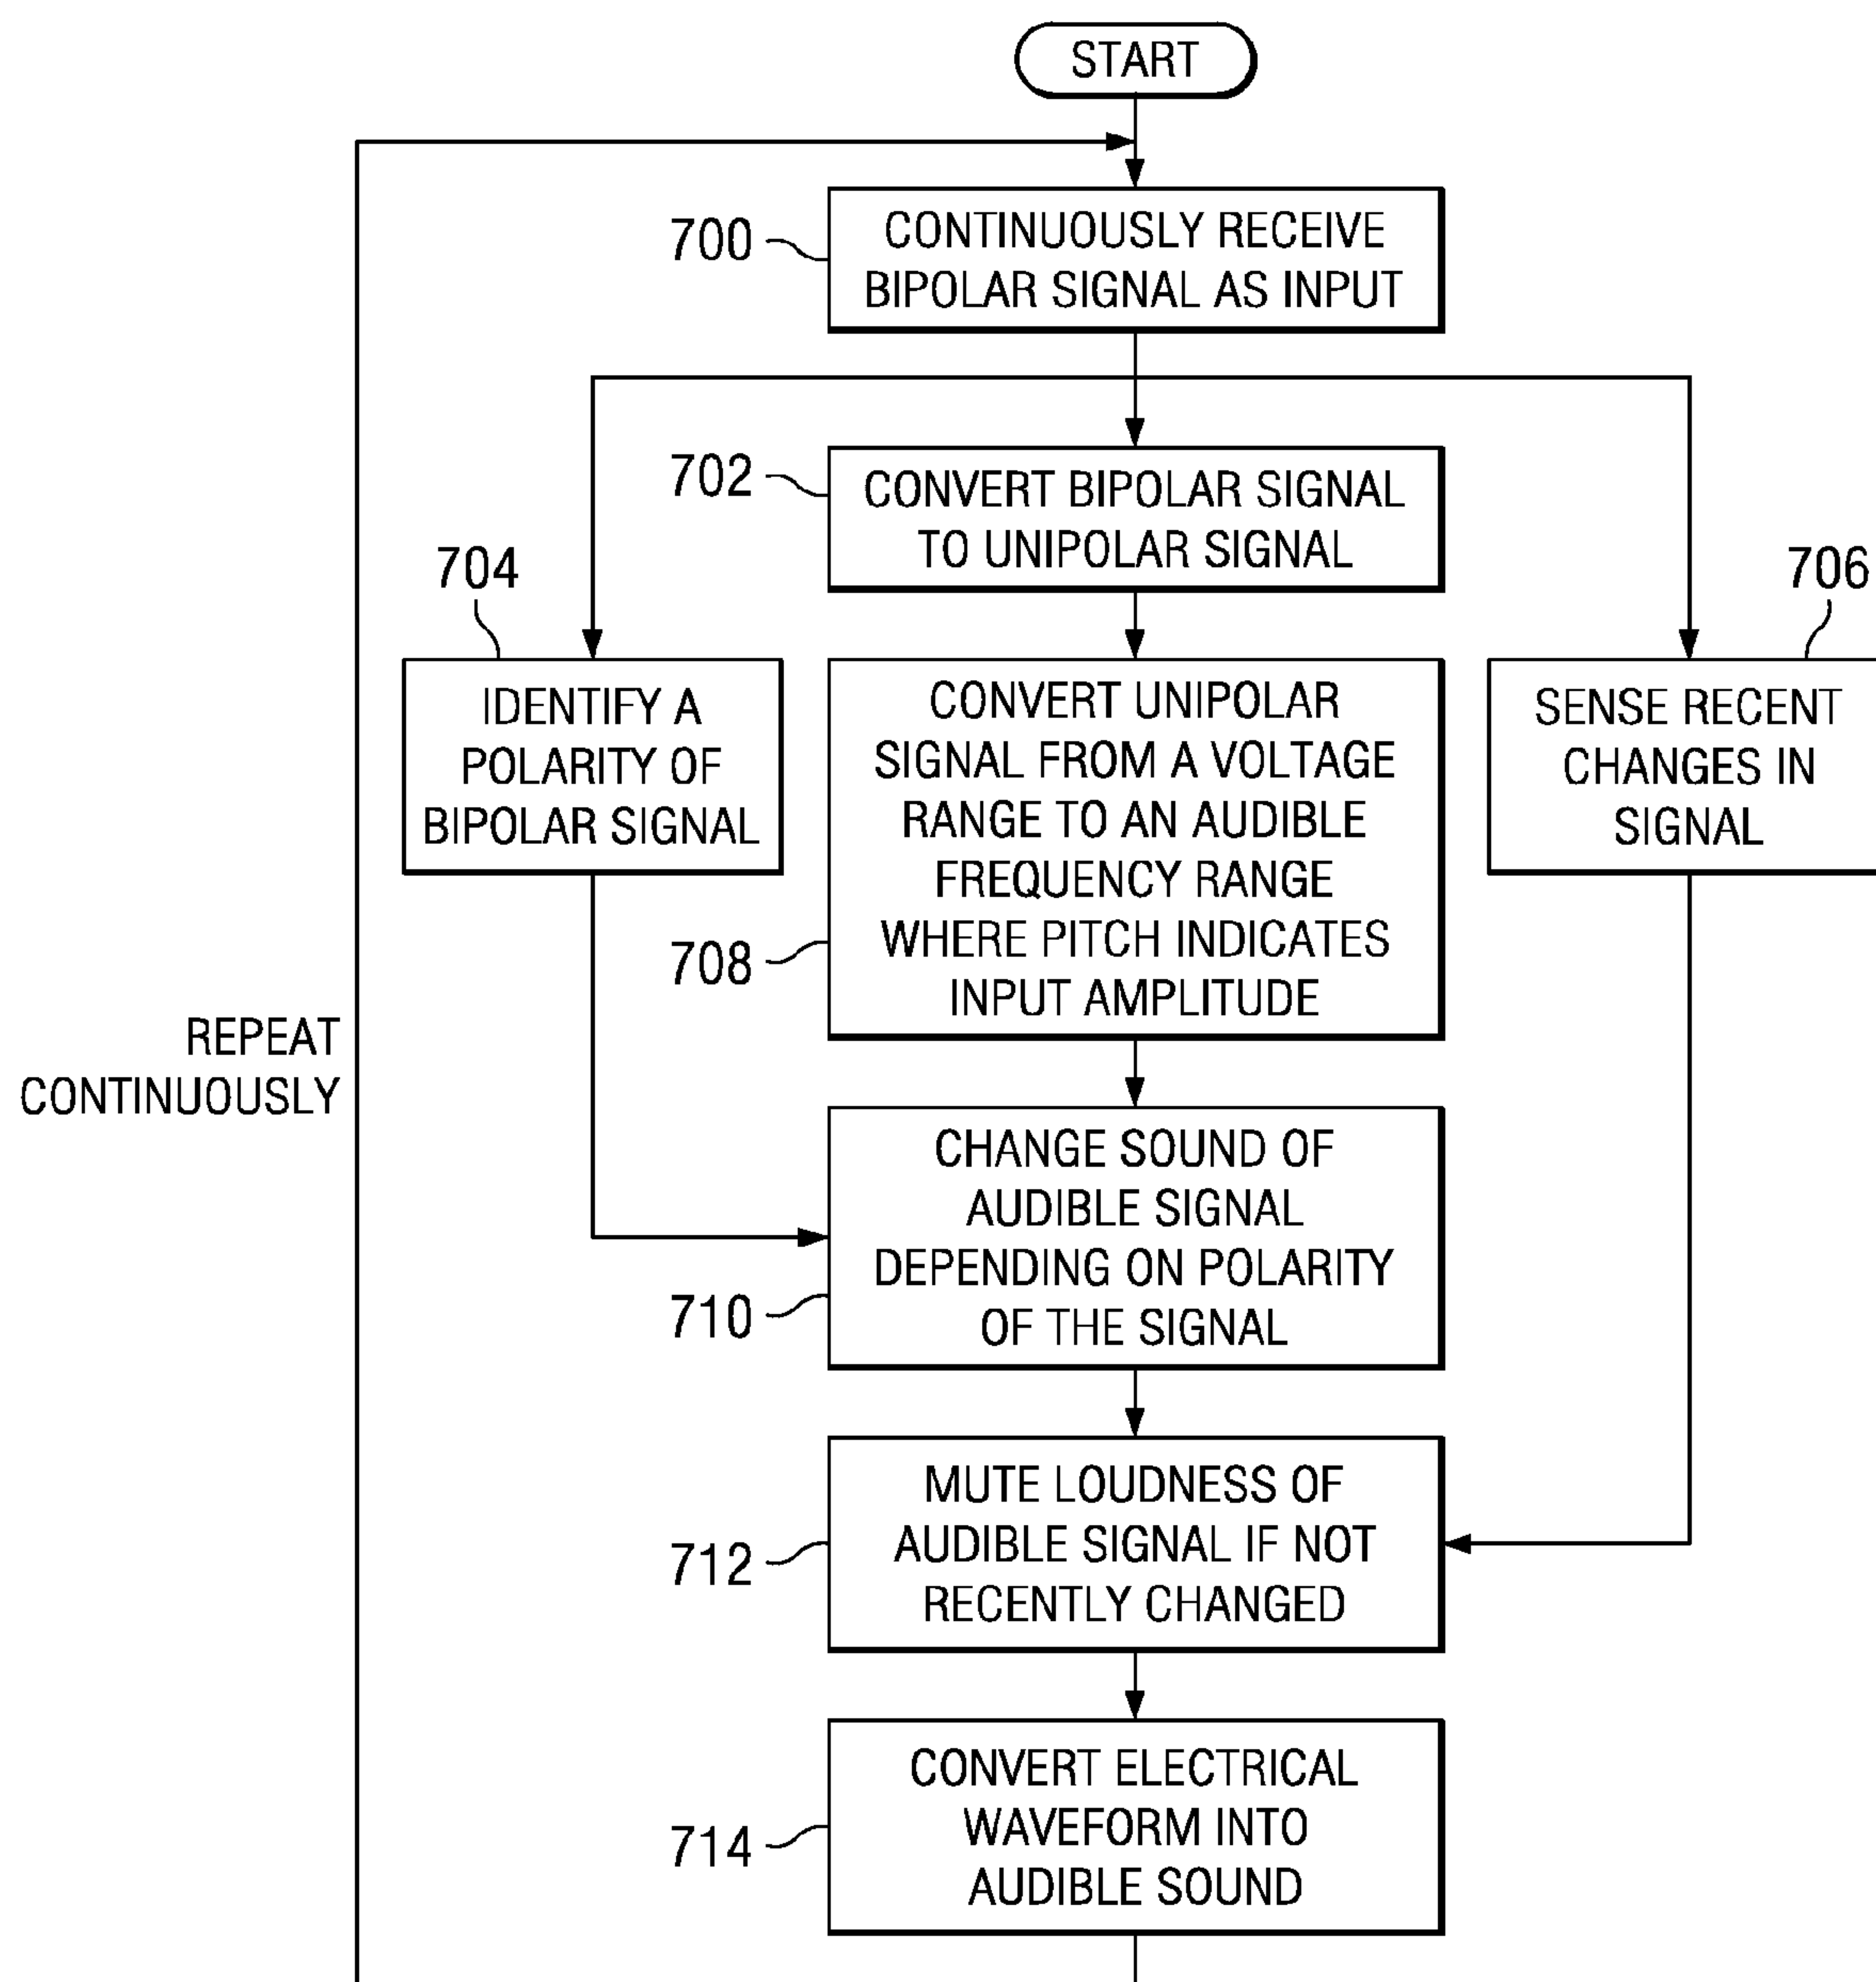 START
700
CONTINUOUSLY RECEIVE
BIPOLAR SIGNAL AS INPUT
702
CONVERT BIPOLAR SIGNAL
TO UNIPOLAR SIGNAL
704
IDENTIFY A
POLARITY OF
BIPOLAR SIGNAL
706
SENSE RECENT
CHANGES IN
SIGNAL
708
CONVERT UNIPOLAR
SIGNAL FROM A VOLTAGE
RANGE TO AN AUDIBLE
FREQUENCY RANGE
WHERE PITCH INDICATES
INPUT AMPLITUDE
REPEAT
CONTINUOUSLY
710
CHANGE SOUND OF
AUDIBLE SIGNAL
DEPENDING ON POLARITY
OF THE SIGNAL
712
MUTE LOUDNESS OF
AUDIBLE SIGNAL IF NOT
RECENTLY CHANGED
714
CONVERT ELECTRICAL
WAVEFORM INTO
AUDIBLE SOUND